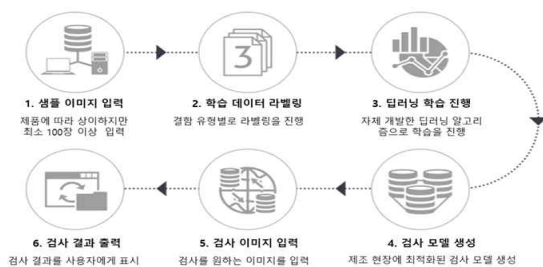 3
1. 샘플 이미지 입력
제품에 따라 상이하지만
최소 100장 이상 입력
2. 학습 데이터 라벨링
결함 유형별로 라벨링을 진행
3. 딥러닝 학습 진행
자체 개발한 딥러닝 알고리
즘으로 학습을 진행
4. 검사 모델 생성
제조 현장에 최적화된 검사 모델 생성
5. 검사 이미지 입력
검사를 원하는 이미지를 입력
6. 검사 결과 출력
검사 결과를 사용자에게 표시